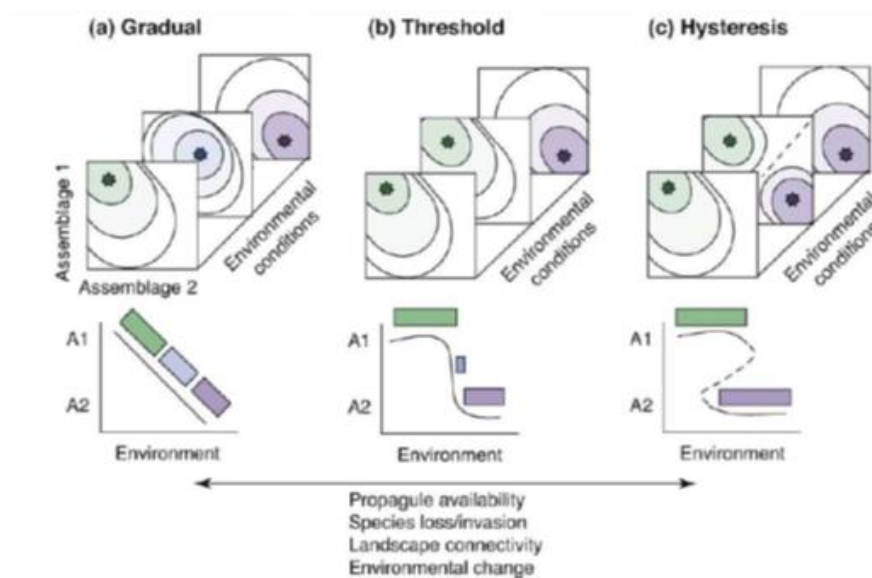 (a) Gradual
(b) Threshold
(c) Hysteresis
Assemblage 1
Assemblage 2
Environmental
conditions
Environmental
conditions
Environmental
conditions
A1
A2
Environment
A1
A2
Environment
A1
A2
Environment
Propagule availability
Species loss/invasion
Landscape connectivity
Environmental change